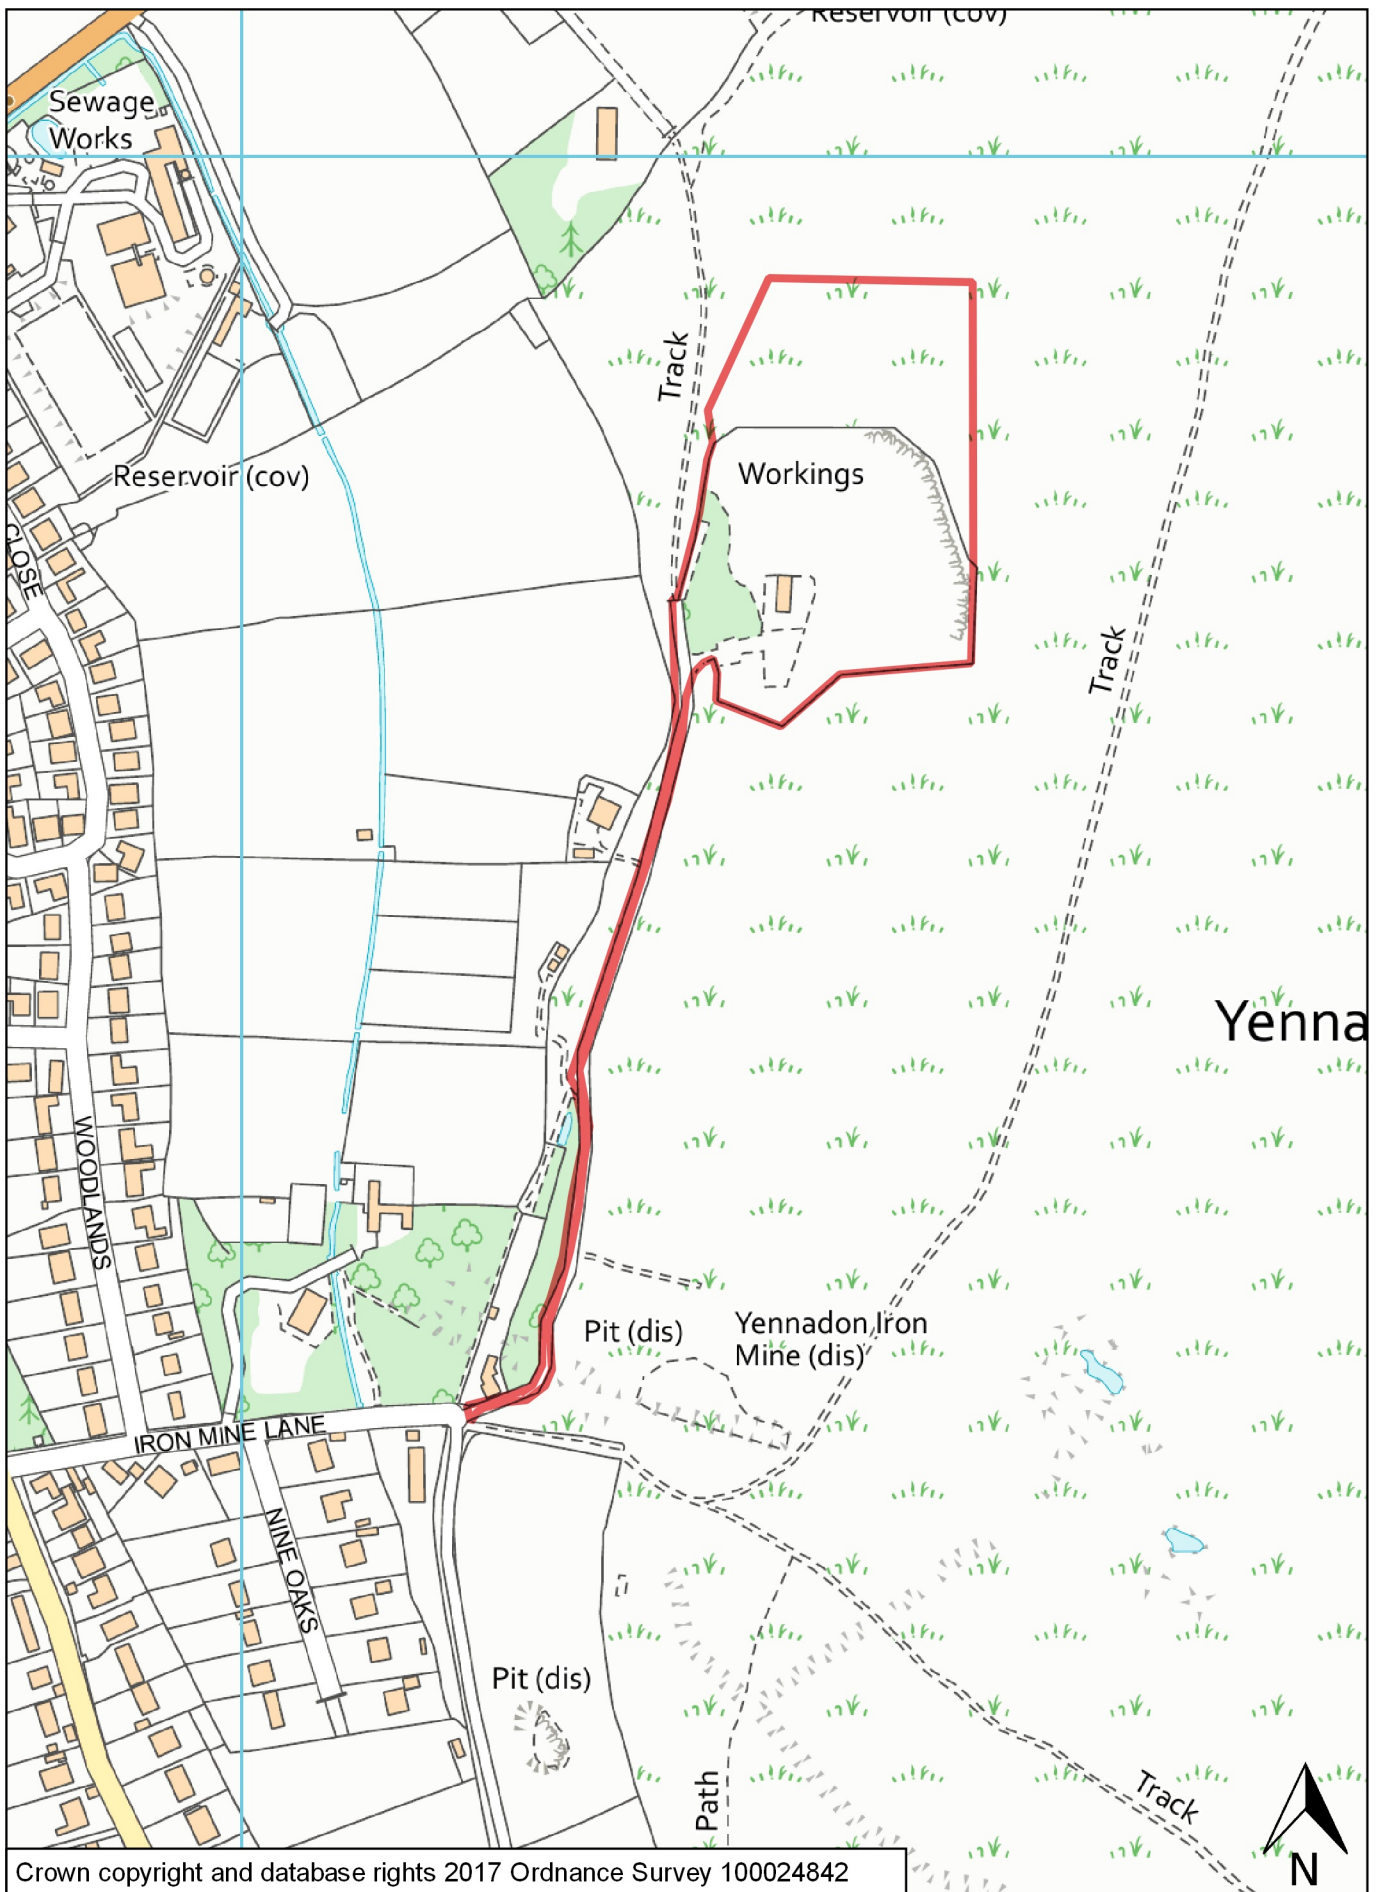 Reservoir (cov)
Sewage
Works
Track
Workings
Reservoir (cov)
CLOSE
Track
Yenna
WOODLANDS
Pit (dis)
Yennadon Iron
Mine (dis)
IRON MINE LANE
NINE OAKS
Pit (dis)
Path
Track
N
Crown copyright and database rights 2017 Ordnance Survey 100024842